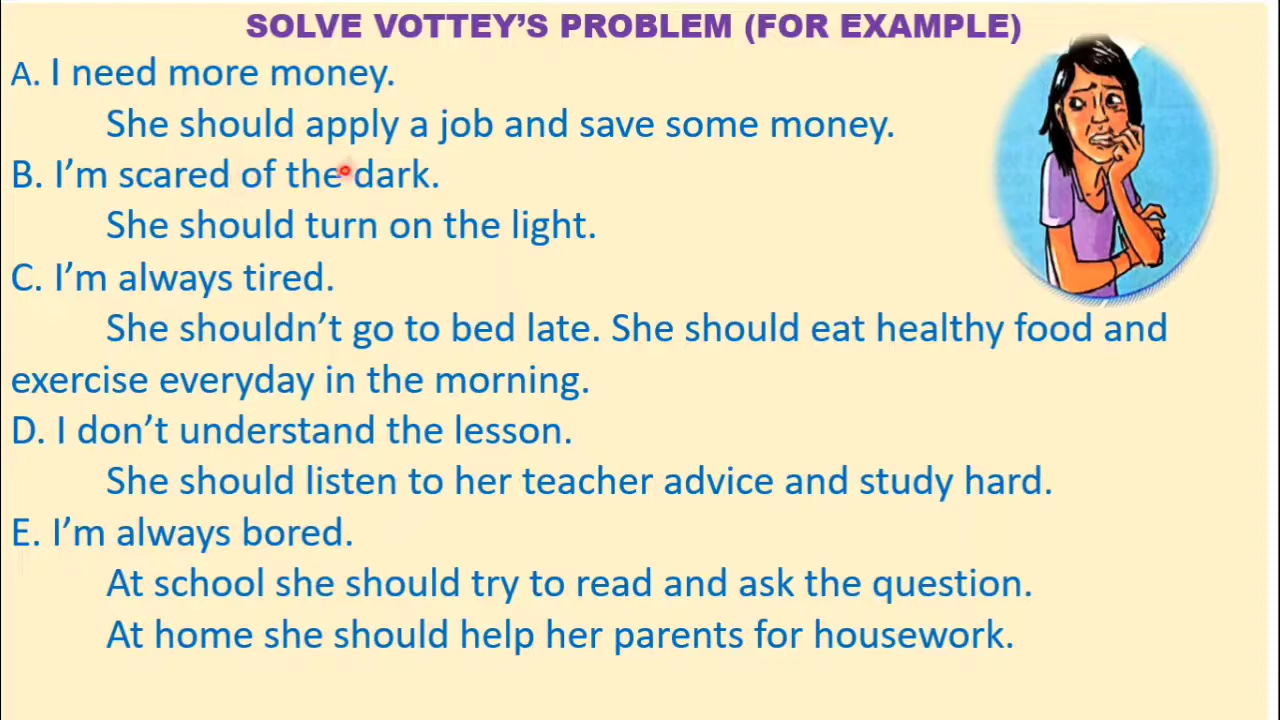 SOLVE VOTTEY’S PROBLEM (FOR EXAMPLE)
A. I need more money.
She should apply a job and save some money.
B. I’m scared of the dark.
She should turn on the light.
C. I’m always tired.
She shouldn’t go to bed late. She should eat healthy food and
exercise everyday in the morning.
D. I don’t understand the lesson.
She should listen to her teacher advice and study hard.
E. I’m always bored.
At school she should try to read and ask the question.
At home she should help her parents for housework.